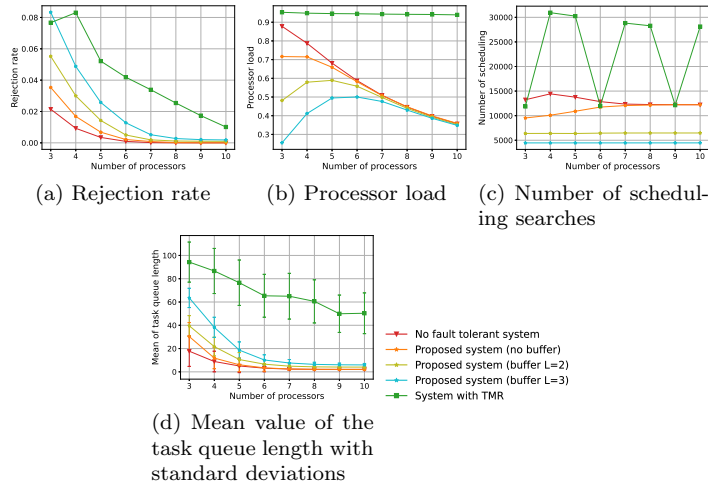 Rejection rate
0.08
0.06
0.04
0.02
0.00
3 4 5 6 7 8 9 10
Number of processors
(a) Rejection rate
Processor load
0.9
0.8
0.7
0.6
0.5
0.4
0.3
3 4 5 6 7 8 9 10
Number of processors
(b) Processor load
Number of scheduling
30000
25000
20000
15000
10000
5000
3 4 5 6 7 8 9 10
Number of processors
(c) Number of schedul-
ing searches
Mean of task queue length
100
80
60
40
20
0
3 4 5 6 7 8 9 10
Number of processors
No fault tolerant system
Proposed system (no buffer)
Proposed system (buffer L=2)
Proposed system (buffer L=3)
System with TMR
(d) Mean value of the
task queue length with
standard deviations